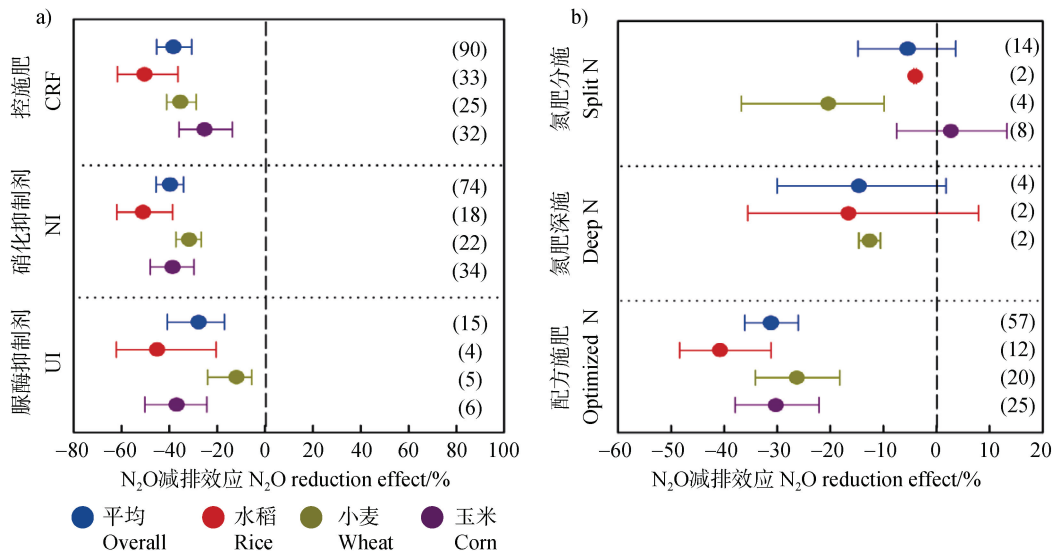 a)
控施肥
CRF
(90)
(33)
(25)
(32)
硝化抑制剂
NI
(74)
(18)
(22)
(34)
脲酶抑制剂
UI
(15)
(4)
(5)
(6)
−80 −60 −40 −20 0 20 40 60 80 100
N₂O减排效应 N₂O reduction effect/%
b)
氮肥分施
Split N
(14)
(2)
(4)
(8)
氮肥深施
Deep N
(4)
(2)
(2)
配方施肥
Optimized N
(57)
(12)
(20)
(25)
−60 −50 −40 −30 −20 −10 0 10 20
N₂O减排效应 N₂O reduction effect/%
平均
Overall
水稻
Rice
小麦
Wheat
玉米
Corn